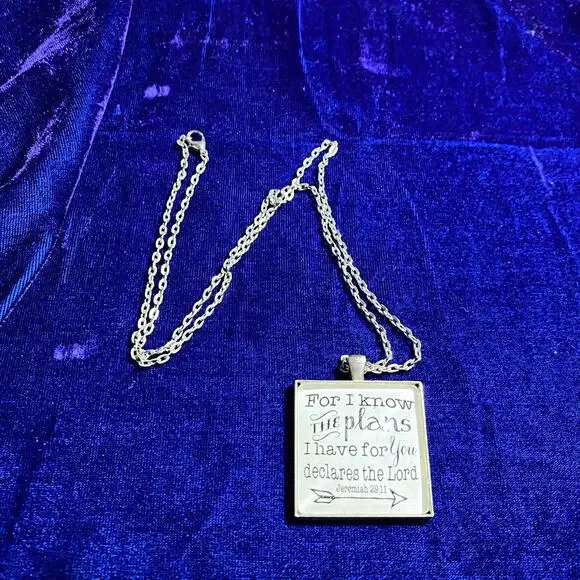 For I know
THE plans
I have for You
declares the Lord
Jeremiah 29:11